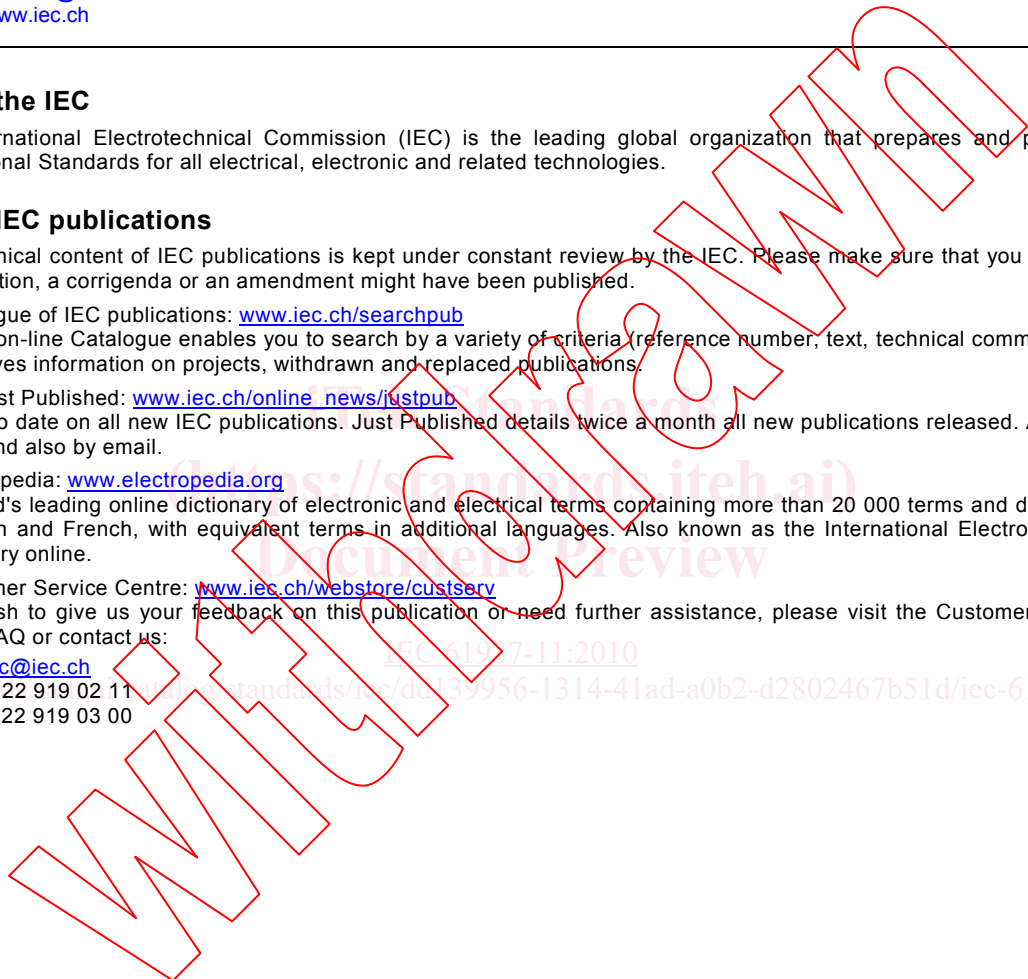 ww.iec.ch
the IEC
rnational Electrotechnical Commission (IEC) is the leading global organization that prepares and p
onal Standards for all electrical, electronic and related technologies.
IEC publications
nical content of IEC publications is kept under constant review by the IEC. Please make sure that you
tion, a corrigenda or an amendment might have been published.
gue of IEC publications: www.iec.ch/searchpub
on-line Catalogue enables you to search by a variety of criteria (reference number, text, technical comm
ves information on projects, withdrawn and replaced publications.
st Published: www.iec.ch/online_news/justpub
o date on all new IEC publications. Just Published details twice a month all new publications released. A
nd also by email.
pedia: www.electropedia.org
d's leading online dictionary of electronic and electrical terms containing more than 20 000 terms and d
n and French, with equivalent terms in additional languages. Also known as the International Electro
ry online.
mer Service Centre: www.iec.ch/webstore/custserv
sh to give us your feedback on this publication or need further assistance, please visit the Customer
AQ or contact us:
c@iec.ch
22 919 02 11
22 919 03 00
iTeh Standards
(https://standards.iteh.ai)
Document Preview
IEC 61937-11:2010
standards/iec/dd139956-1314-41ad-a0b2-d2802467b51d/iec-6
withdrawn